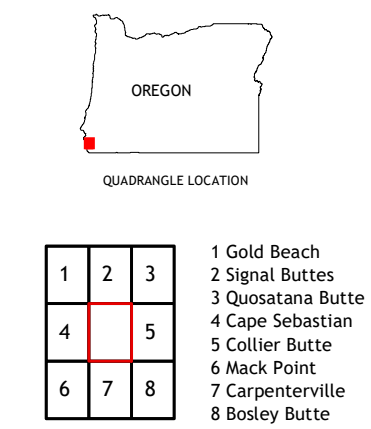 OREGON
QUADRANGLE LOCATION
1 2 3
4 5
6 7 8
1 Gold Beach
2 Signal Buttes
3 Quosatana Butte
4 Cape Sebastian
5 Collier Butte
6 Mack Point
7 Carpenterville
8 Bosley Butte